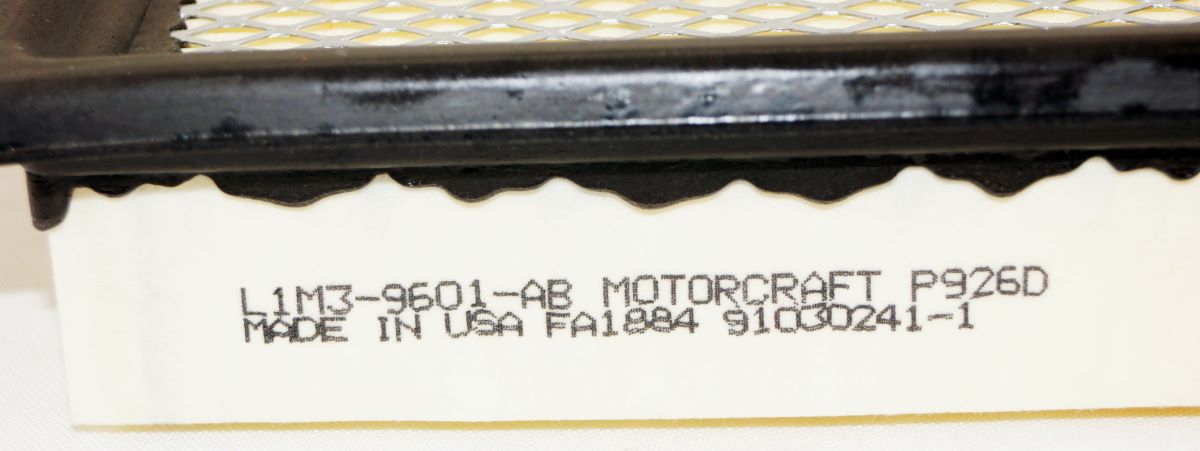 L1M3-9601-AB MOTORCRAFT P926D
MADE IN USA FA1884 91030241-1